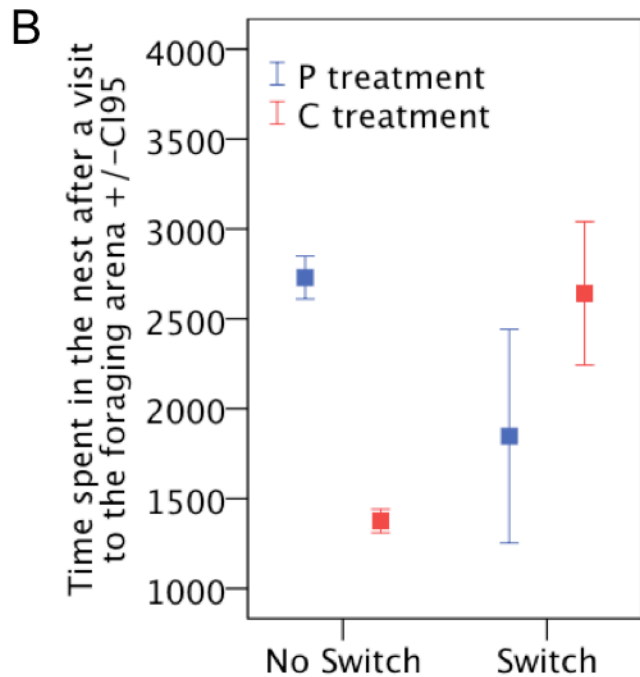 B
Time spent in the nest after a visit
to the foraging arena +/-CI95
4000
3500
3000
2500
2000
1500
1000
P treatment
C treatment
No Switch
Switch